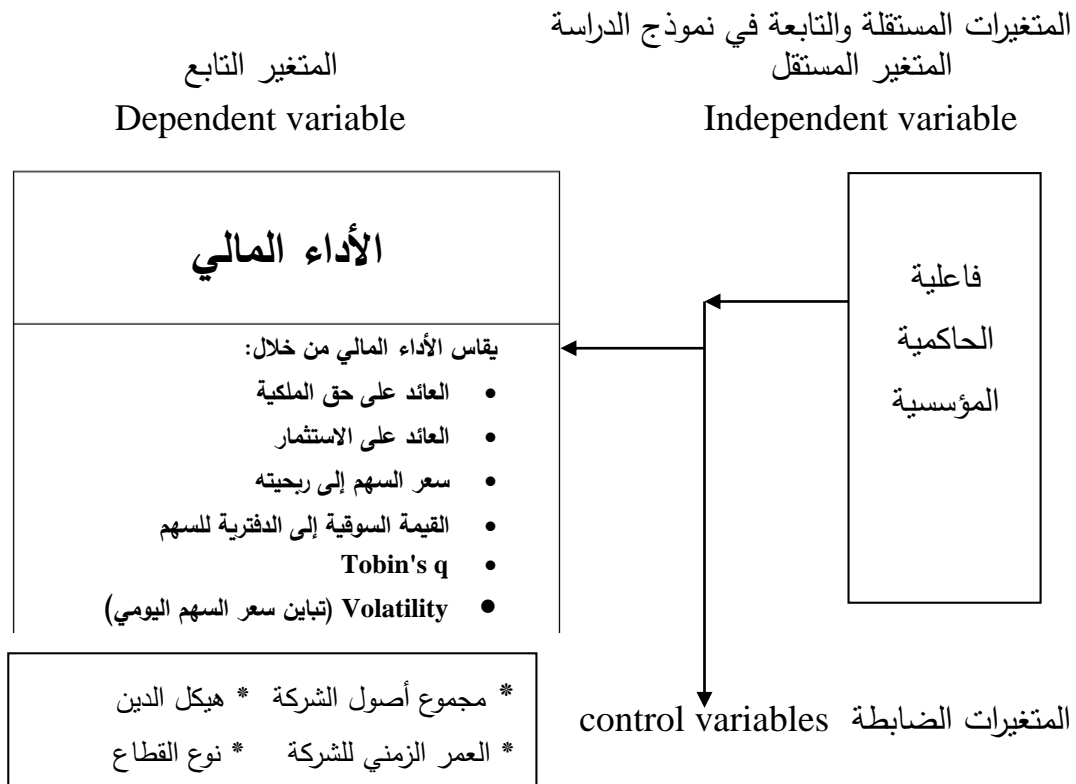 المتغيرات المستقلة والتابعة في نموذج الدراسة
المتغير المستقل
المتغير التابع
Independent variable
Dependent variable
فاعلية
الحاكمية
المؤسسية
الأداء المالي
يقاس الأداء المالي من خلال:
• العائد على حق الملكية
• العائد على الاستثمار
• سعر السهم إلى ربحيته
• القيمة السوقية إلى الدفترية للسهم
• Tobin's q
• Volatility (تباين سعر السهم اليومي)
المتغيرات الضابطة control variables
* مجموع أصول الشركة * هيكل الدين
* العمر الزمني للشركة * نوع القطاع